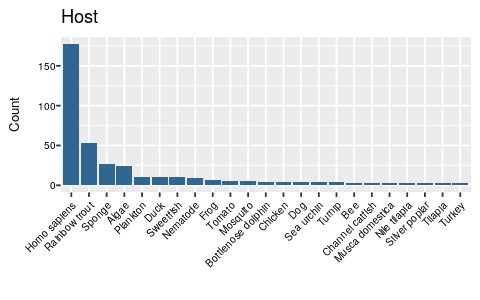 Host
Count
150
100
50
0
Homo sapiens
Rainbow trout
Sponge
Algae
Plankton
Duck
Sweetfish
Nematode
Frog
Tomato
Mosquito
Bottlenose dolphin
Chicken
Dog
Sea urchin
Turnip
Bee
Channel catfish
Musca domestica
Nile tilapia
Silver poplar
Tilapia
Turkey